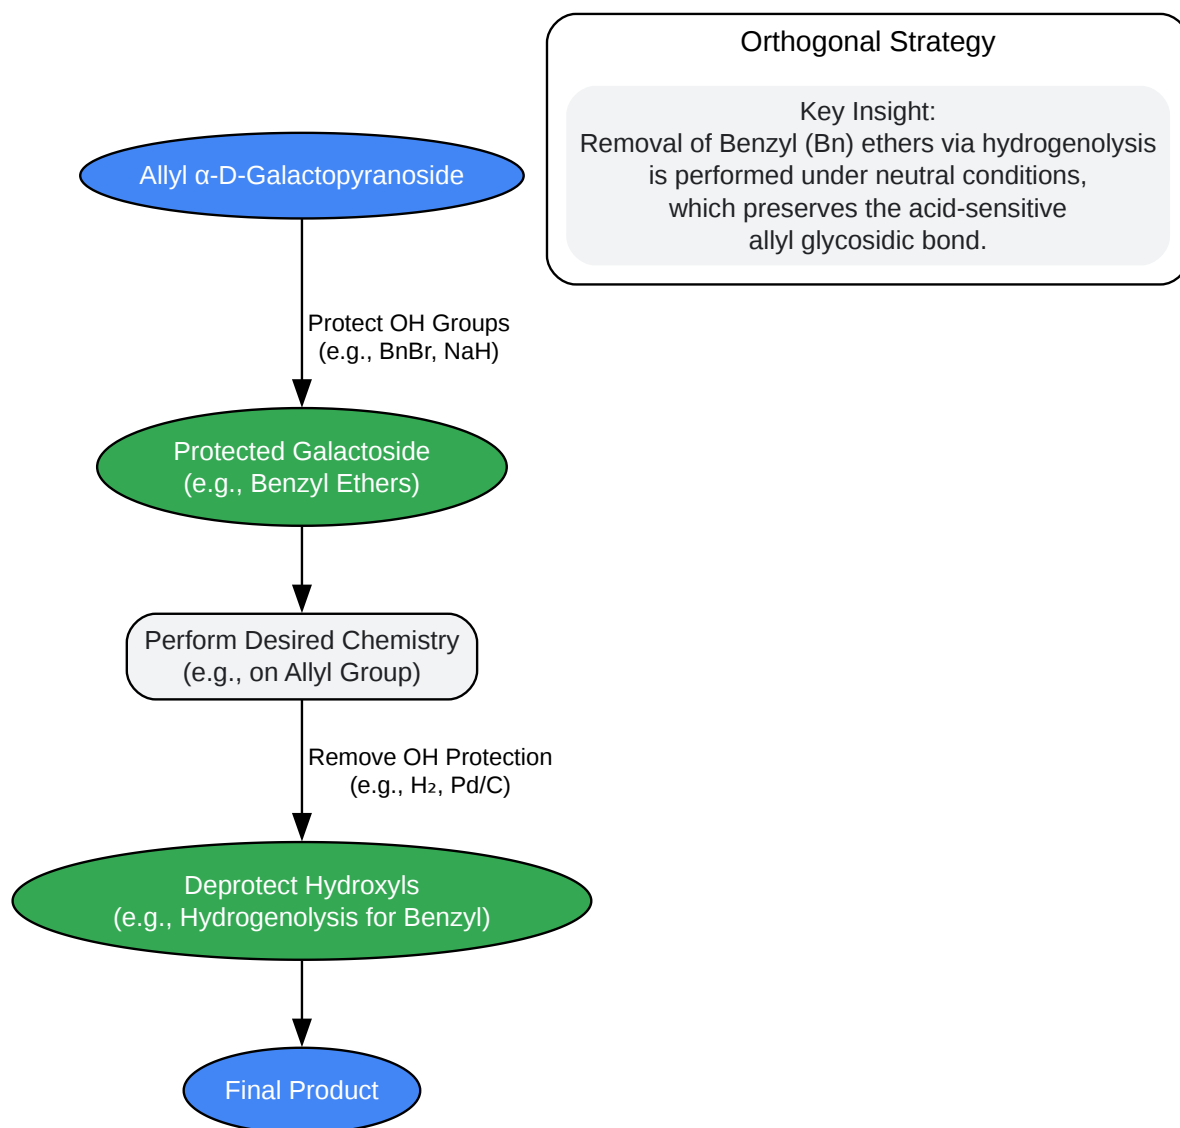 Orthogonal Strategy
Key Insight:
Removal of Benzyl (Bn) ethers via hydrogenolysis
is performed under neutral conditions,
which preserves the acid-sensitive
allyl glycosidic bond.
Allyl α-D-Galactopyranoside
Protect OH Groups
(e.g., BnBr, NaH)
Protected Galactoside
(e.g., Benzyl Ethers)
Perform Desired Chemistry
(e.g., on Allyl Group)
Remove OH Protection
(e.g., H₂, Pd/C)
Deprotect Hydroxyls
(e.g., Hydrogenolysis for Benzyl)
Final Product